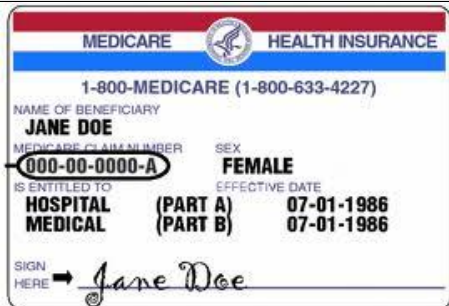 MEDICARE HEALTH INSURANCE
1-800-MEDICARE (1-800-633-4227)
NAME OF BENEFICIARY
JANE DOE
MEDICARE CLAIM NUMBER SEX
000-00-0000-A FEMALE
IS ENTITLED TO EFFECTIVE DATE
HOSPITAL (PART A) 07-01-1986
MEDICAL (PART B) 07-01-1986
SIGN
HERE ➡ Jane Doe